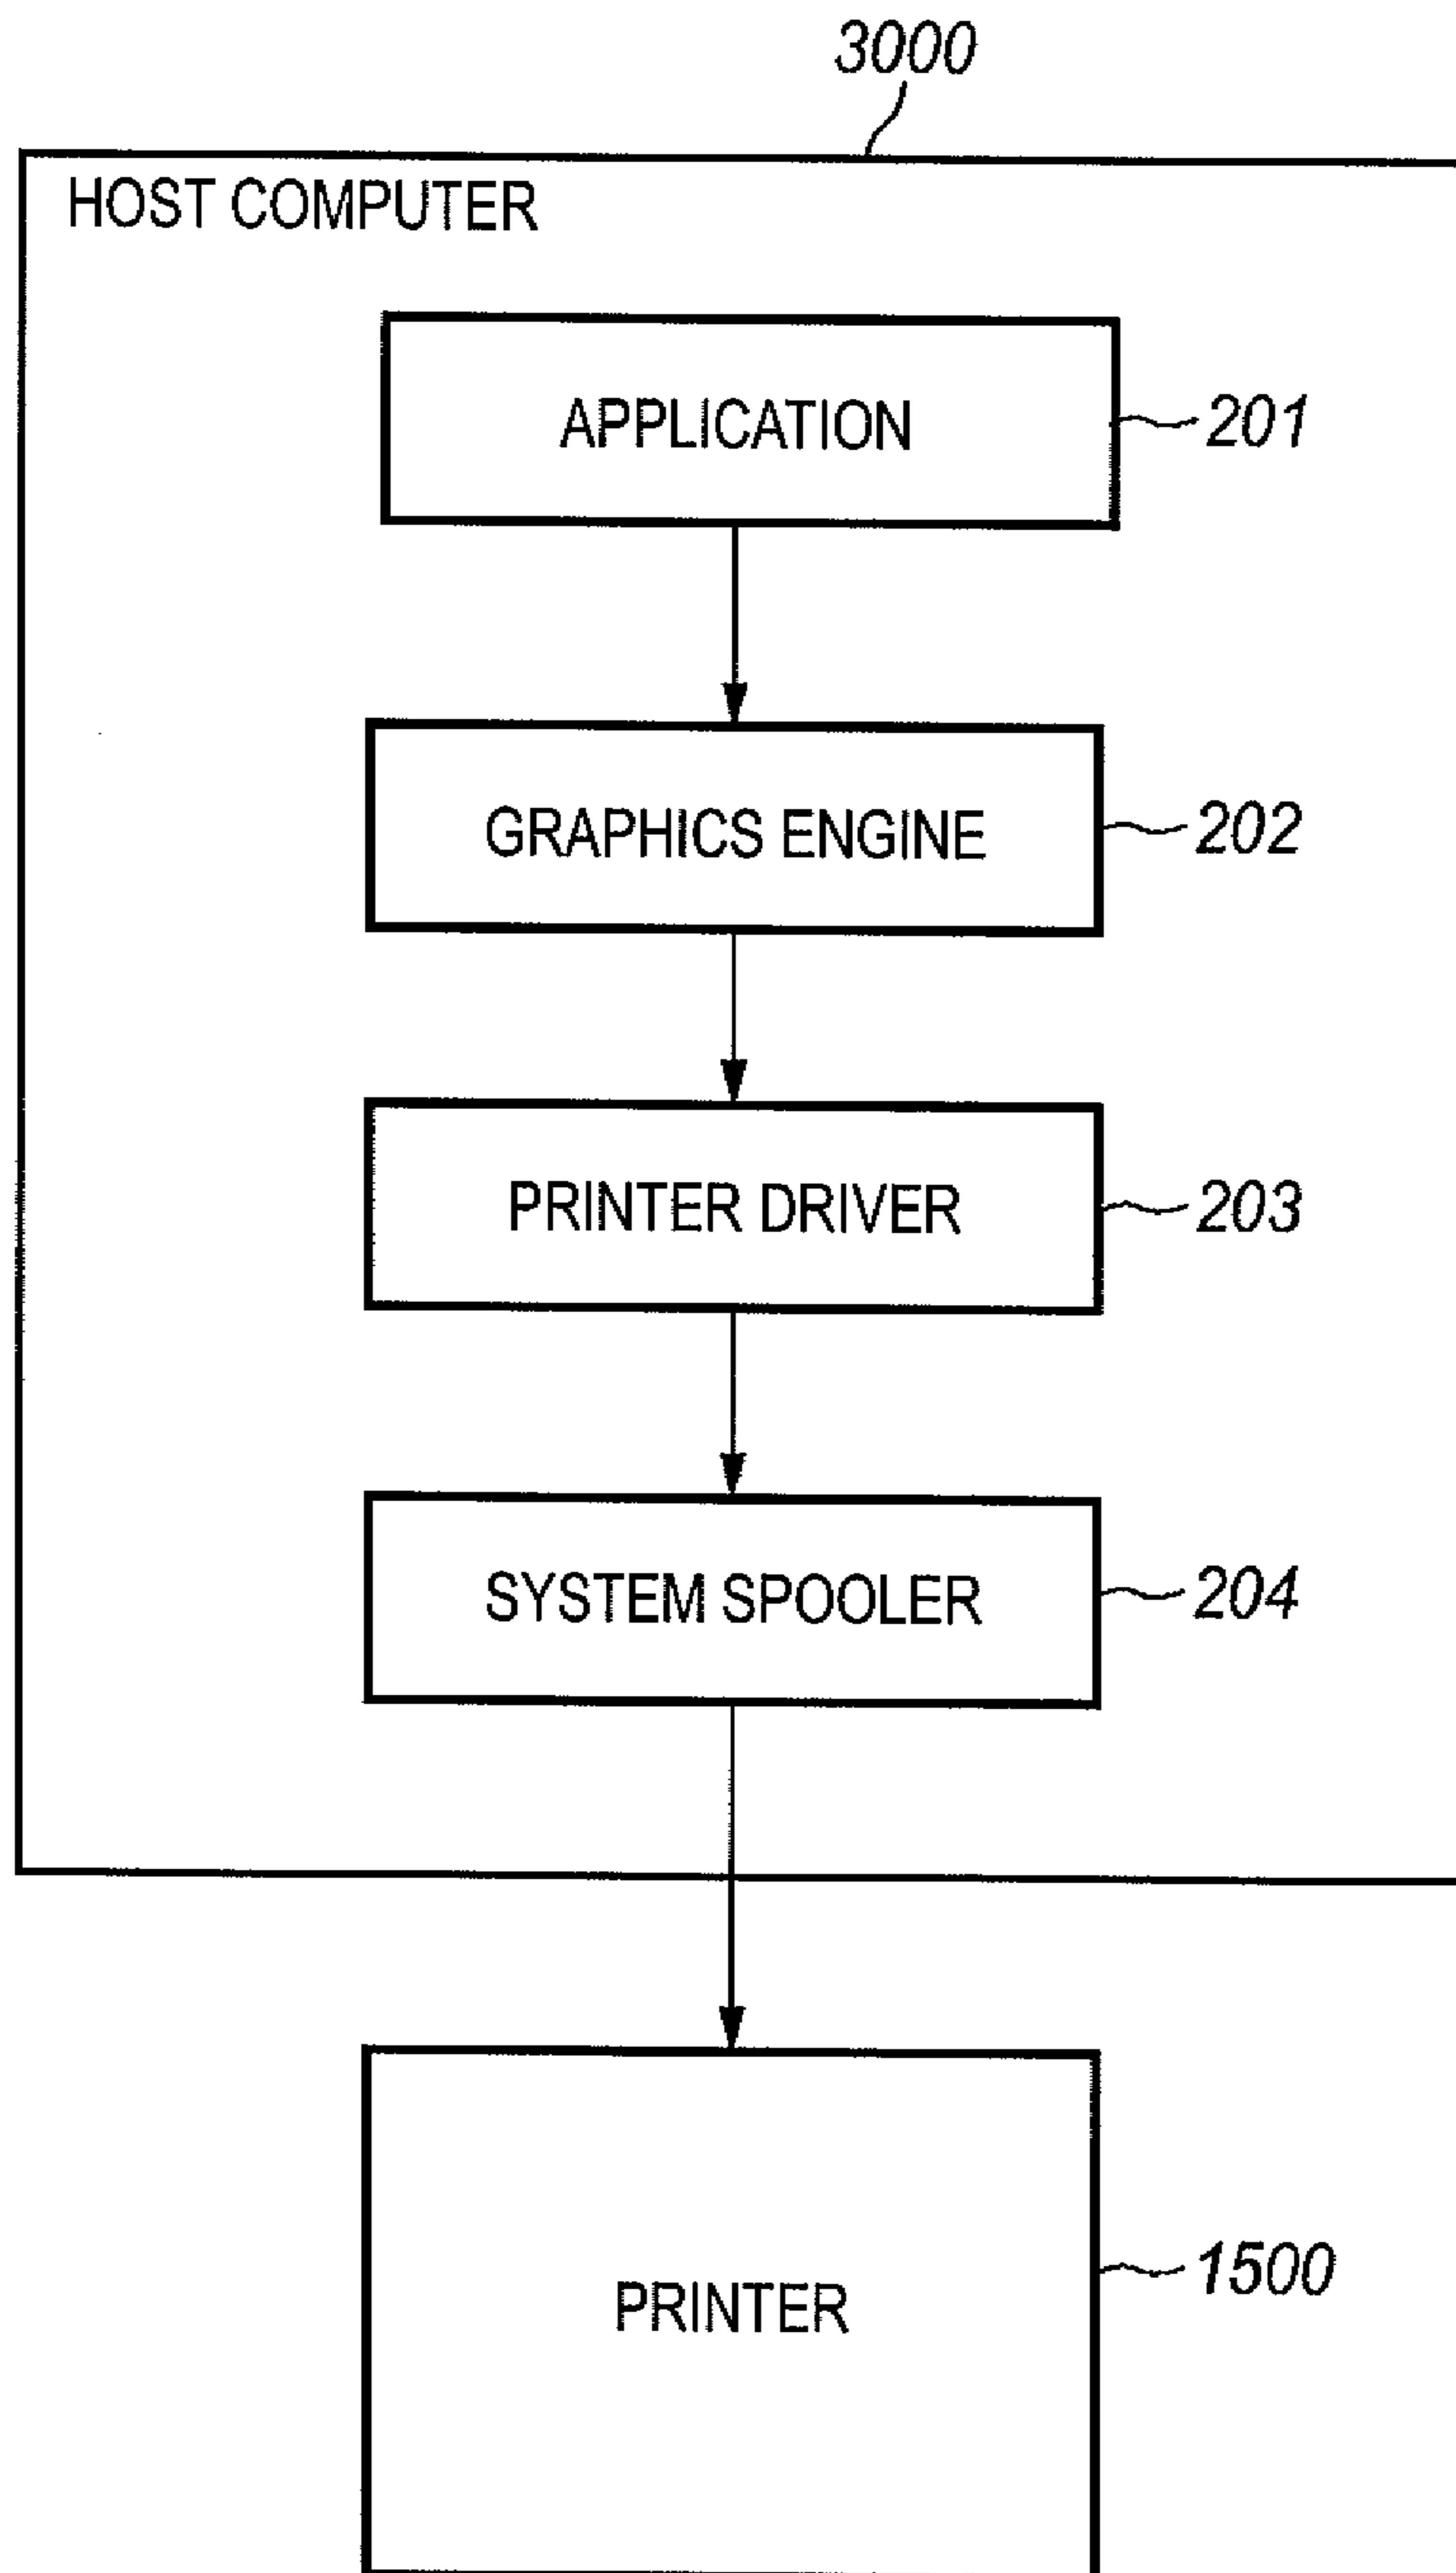 3000
HOST COMPUTER
APPLICATION
201
GRAPHICS ENGINE
202
PRINTER DRIVER
203
SYSTEM SPOOLER
204
PRINTER
1500